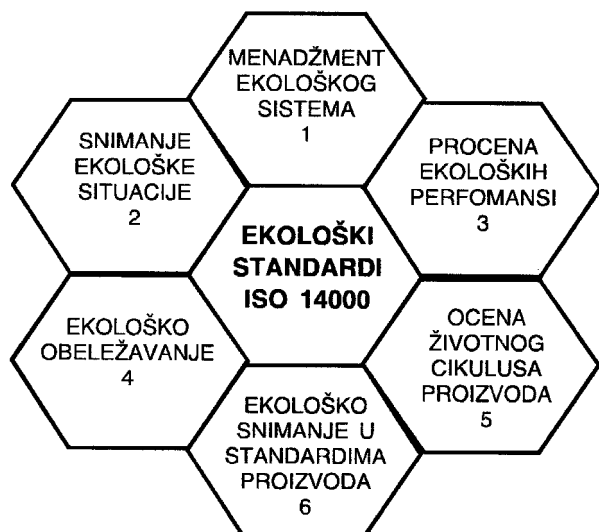 MENADŽMENT
EKOLOŠKOG
SISTEMA
1
SNIMANJE
EKOLOŠKE
SITUACIJE
2
PROCENA
EKOLOŠKIH
PERFOMANSI
3
EKOLOŠKI
STANDARDI
ISO 14000
EKOLOŠKO
OBELEŽAVANJE
4
OCENA
ŽIVOTNOG
CIKULUSA
PROIZVODA
5
EKOLOŠKO
SNIMANJE U
STANDARDIMA
PROIZVODA
6